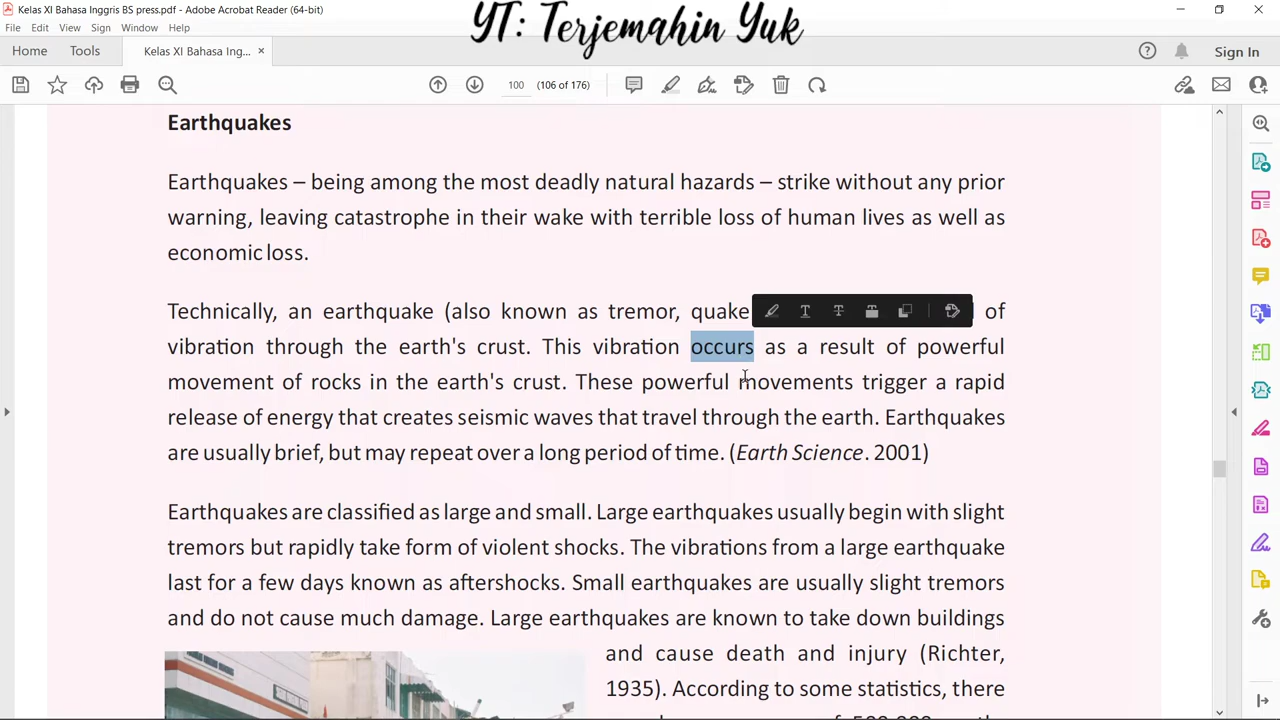 Kelas XI Bahasa Inggris BS press.pdf - Adobe Acrobat Reader (64-bit)
YT: Terjemahin Yuk
File Edit View Sign Window Help
Home Tools Kelas XI Bahasa Ing... × Sign In
100 (106 of 176)
Earthquakes
Earthquakes – being among the most deadly natural hazards – strike without any prior
warning, leaving catastrophe in their wake with terrible loss of human lives as well as
economic loss.
Technically, an earthquake (also known as tremor, quake of
vibration through the earth's crust. This vibration occurs as a result of powerful
movement of rocks in the earth's crust. These powerful movements trigger a rapid
release of energy that creates seismic waves that travel through the earth. Earthquakes
are usually brief, but may repeat over a long period of time. (Earth Science. 2001)
Earthquakes are classified as large and small. Large earthquakes usually begin with slight
tremors but rapidly take form of violent shocks. The vibrations from a large earthquake
last for a few days known as aftershocks. Small earthquakes are usually slight tremors
and do not cause much damage. Large earthquakes are known to take down buildings
and cause death and injury (Richter,
1935). According to some statistics, there